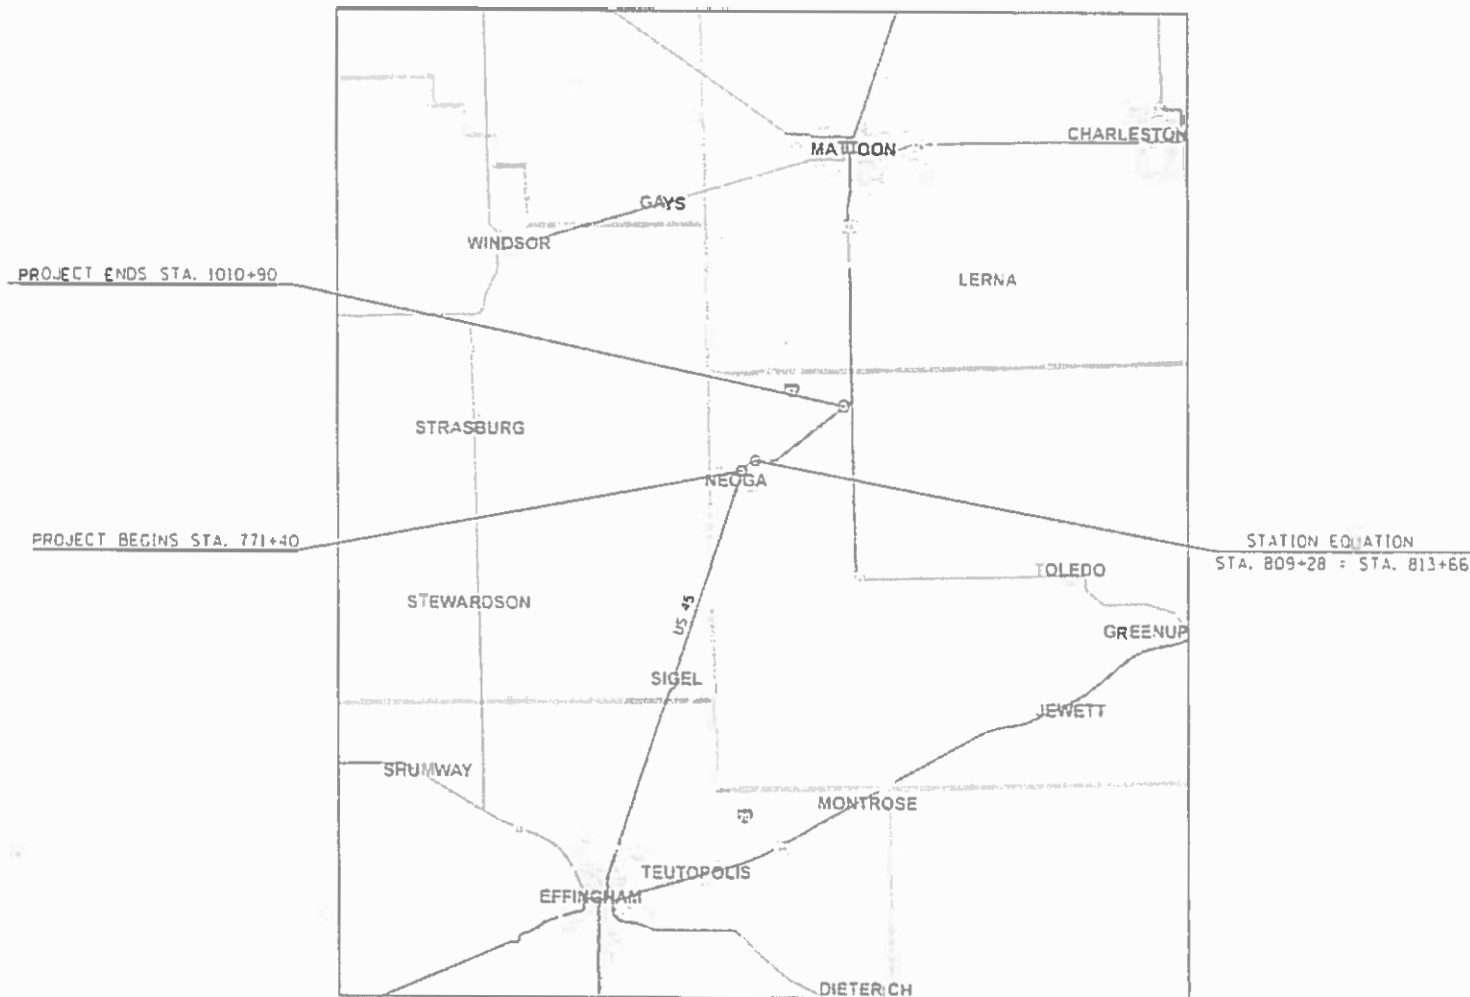 CHARLESTON
MATTOON
GAYS
WINDSOR
PROJECT ENDS STA. 1010+90
LERNA
STRASBURG
NEOGA
PROJECT BEGINS STA. 771+40
STATION EQUATION
STA. 809+28 = STA. 813+66
TOLEDO
STEWARDSON
US 45
GREENUP
SIGEL
JEWETT
SHUMWAY
MONTROSE
TEUTOPOLIS
EFFINGHAM
DIETERICH